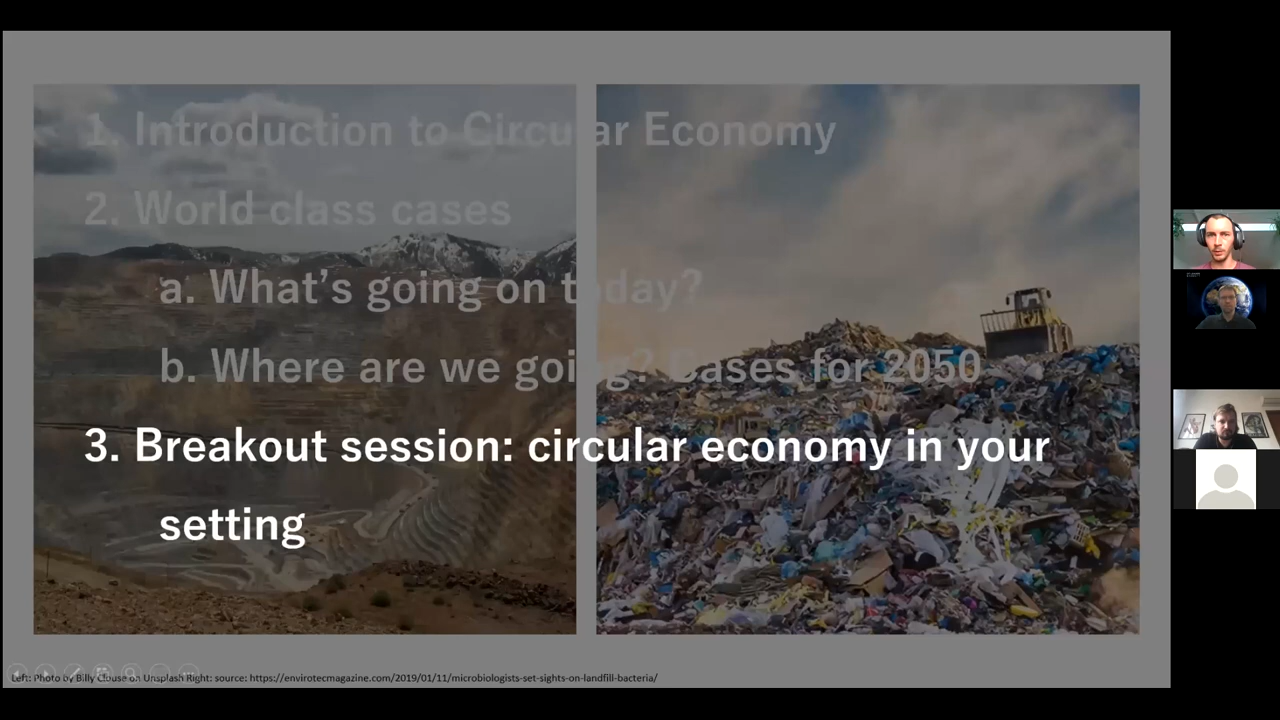 1. Introduction to Circular Economy
2. World class cases
a. What's going on today?
b. Where are we going? Cases for 2050
3. Breakout session: circular economy in your
setting
Left: Photo by Billy Clouse on Unsplash Right: source: https://envirotecmagazine.com/2019/01/11/microbiologists-set-sights-on-landfill-bacteria/